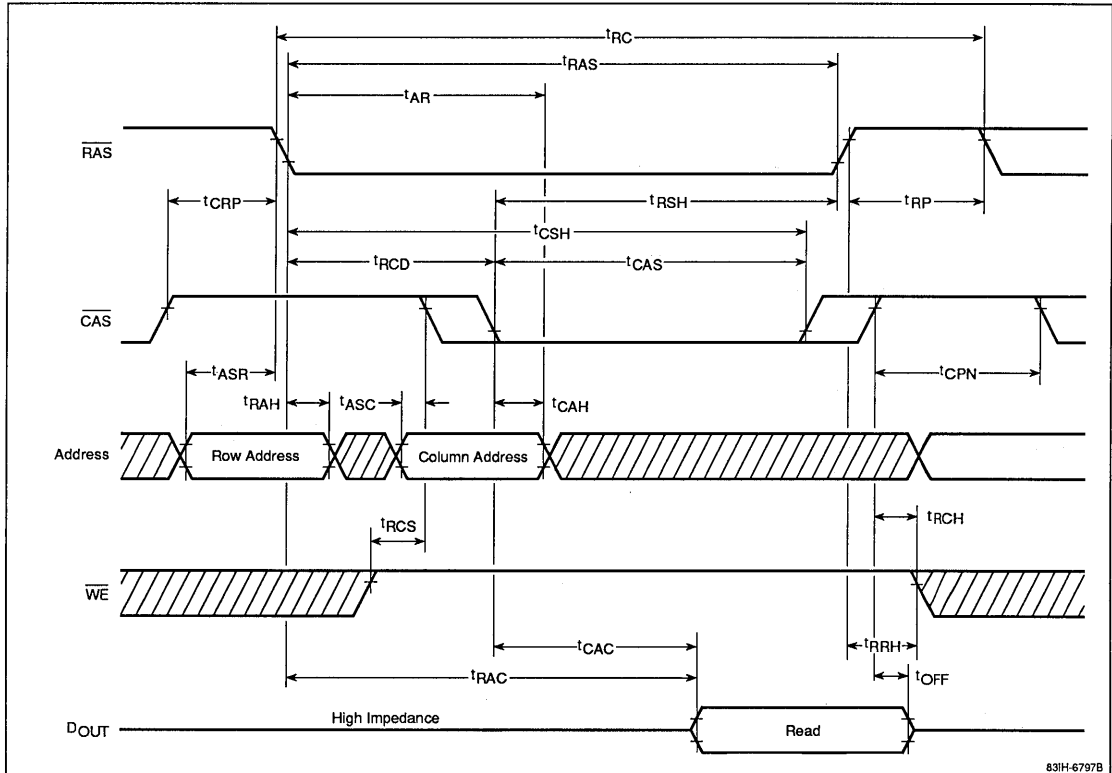 tRC
tRAS
tAR
RAS
tCRP
tRSH
tRP
tCSH
tRCD
tCAS
CAS
tASR
tCPN
tRAH
tASC
tCAH
Address
Row Address
Column Address
tRCS
tRCH
WE
tCAC
tRRH
tRAC
tOFF
High Impedance
DOUT
Read
83IH-6797B